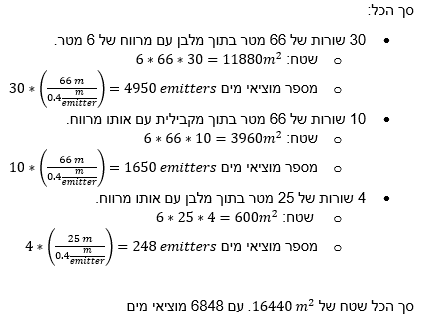 סך הכל:
• 30 שורות של 66 מטר בתוך מלבן עם מרווח של 6 מטר.
o שטח: 6 ∗ 66 ∗ 30 = 11880m²
o מספר מוציאי מים 30 ∗ (66 m / 0.4 m/emitter) = 4950 emitters
• 10 שורות של 66 מטר בתוך מקבילית עם אותו מרווח.
o שטח: 6 ∗ 66 ∗ 10 = 3960m²
o מספר מוציאי מים 10 ∗ (66 m / 0.4 m/emitter) = 1650 emitters
• 4 שורות של 25 מטר בתוך מלבן עם אותו מרווח.
o שטח: 6 ∗ 25 ∗ 4 = 600m²
o מספר מוציאי מים 4 ∗ (25 m / 0.4 m/emitter) = 248 emitters
סך הכל שטח של 16440 m². עם 6848 מוציאי מים